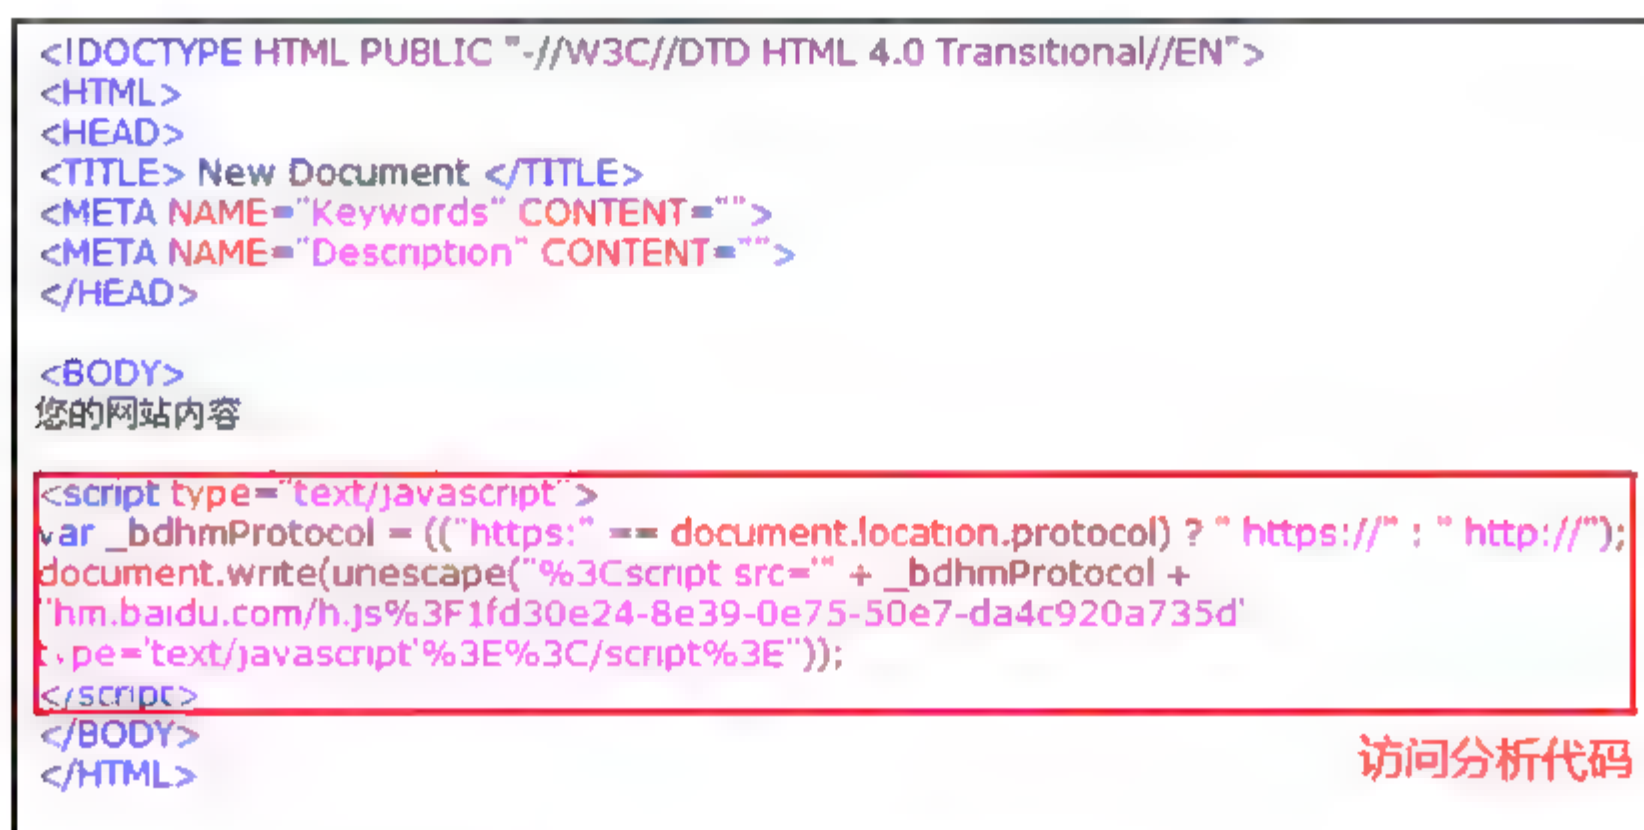 <!DOCTYPE HTML PUBLIC "-//W3C//DTD HTML 4.0 Transitional//EN">
<HTML>
<HEAD>
<TITLE> New Document </TITLE>
<META NAME="Keywords" CONTENT="">
<META NAME="Description" CONTENT="">
</HEAD>
<BODY>
您的网站内容
<script type="text/javascript">
var _bdhmProtocol = (("https:" == document.location.protocol) ? " https://" : " http://");
document.write(unescape("%3Cscript src='" + _bdhmProtocol +
"hm.baidu.com/h.js%3F1fd30e24-8e39-0e75-50e7-da4c920a735d'
type='text/javascript'%3E%3C/script%3E"));
</script>
</BODY>
</HTML>
访问分析代码